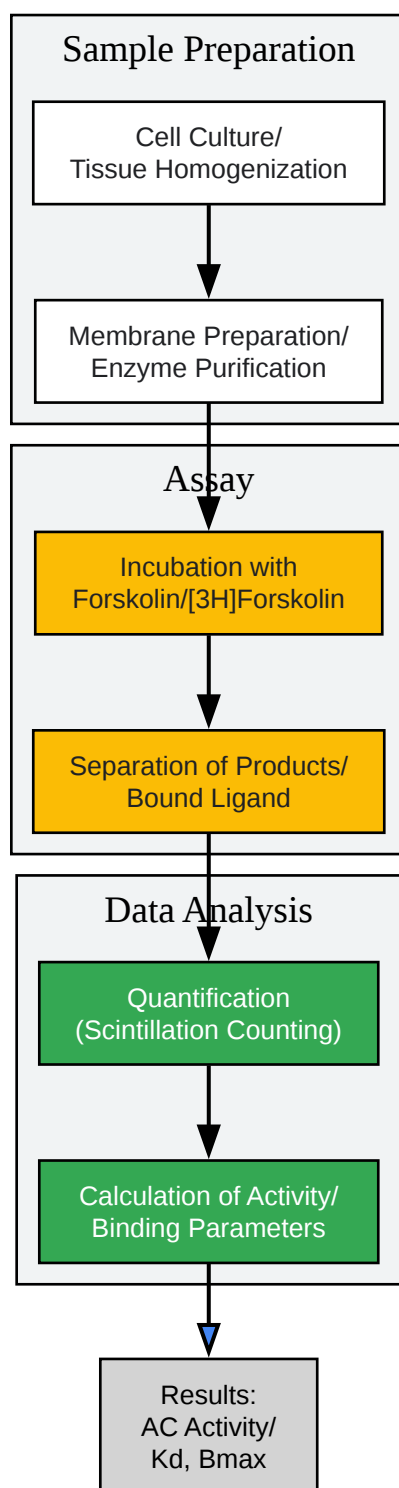 Sample Preparation
Cell Culture/
Tissue Homogenization
Membrane Preparation/
Enzyme Purification
Assay
Incubation with
Forskolin/[3H]Forskolin
Separation of Products/
Bound Ligand
Data Analysis
Quantification
(Scintillation Counting)
Calculation of Activity/
Binding Parameters
Results:
AC Activity/
Kd, Bmax